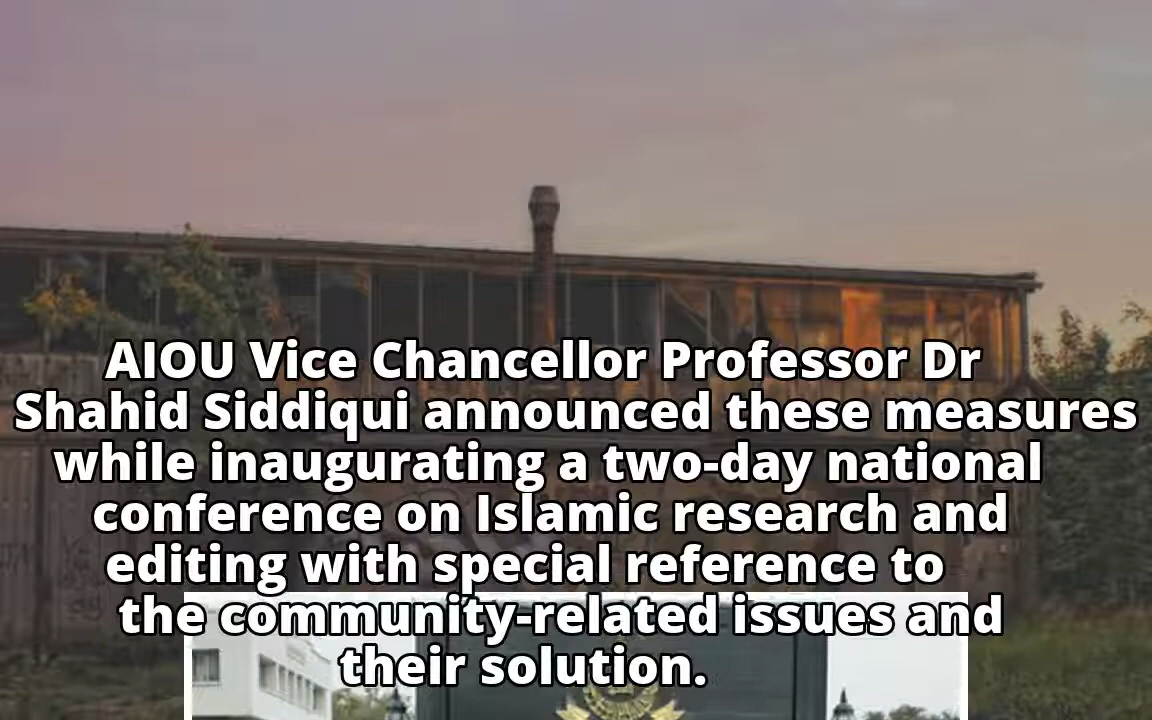 AIOU Vice Chancellor Professor Dr
Shahid Siddiqui announced these measures
while inaugurating a two-day national
conference on Islamic research and
editing with special reference to
the community-related issues and
their solution.